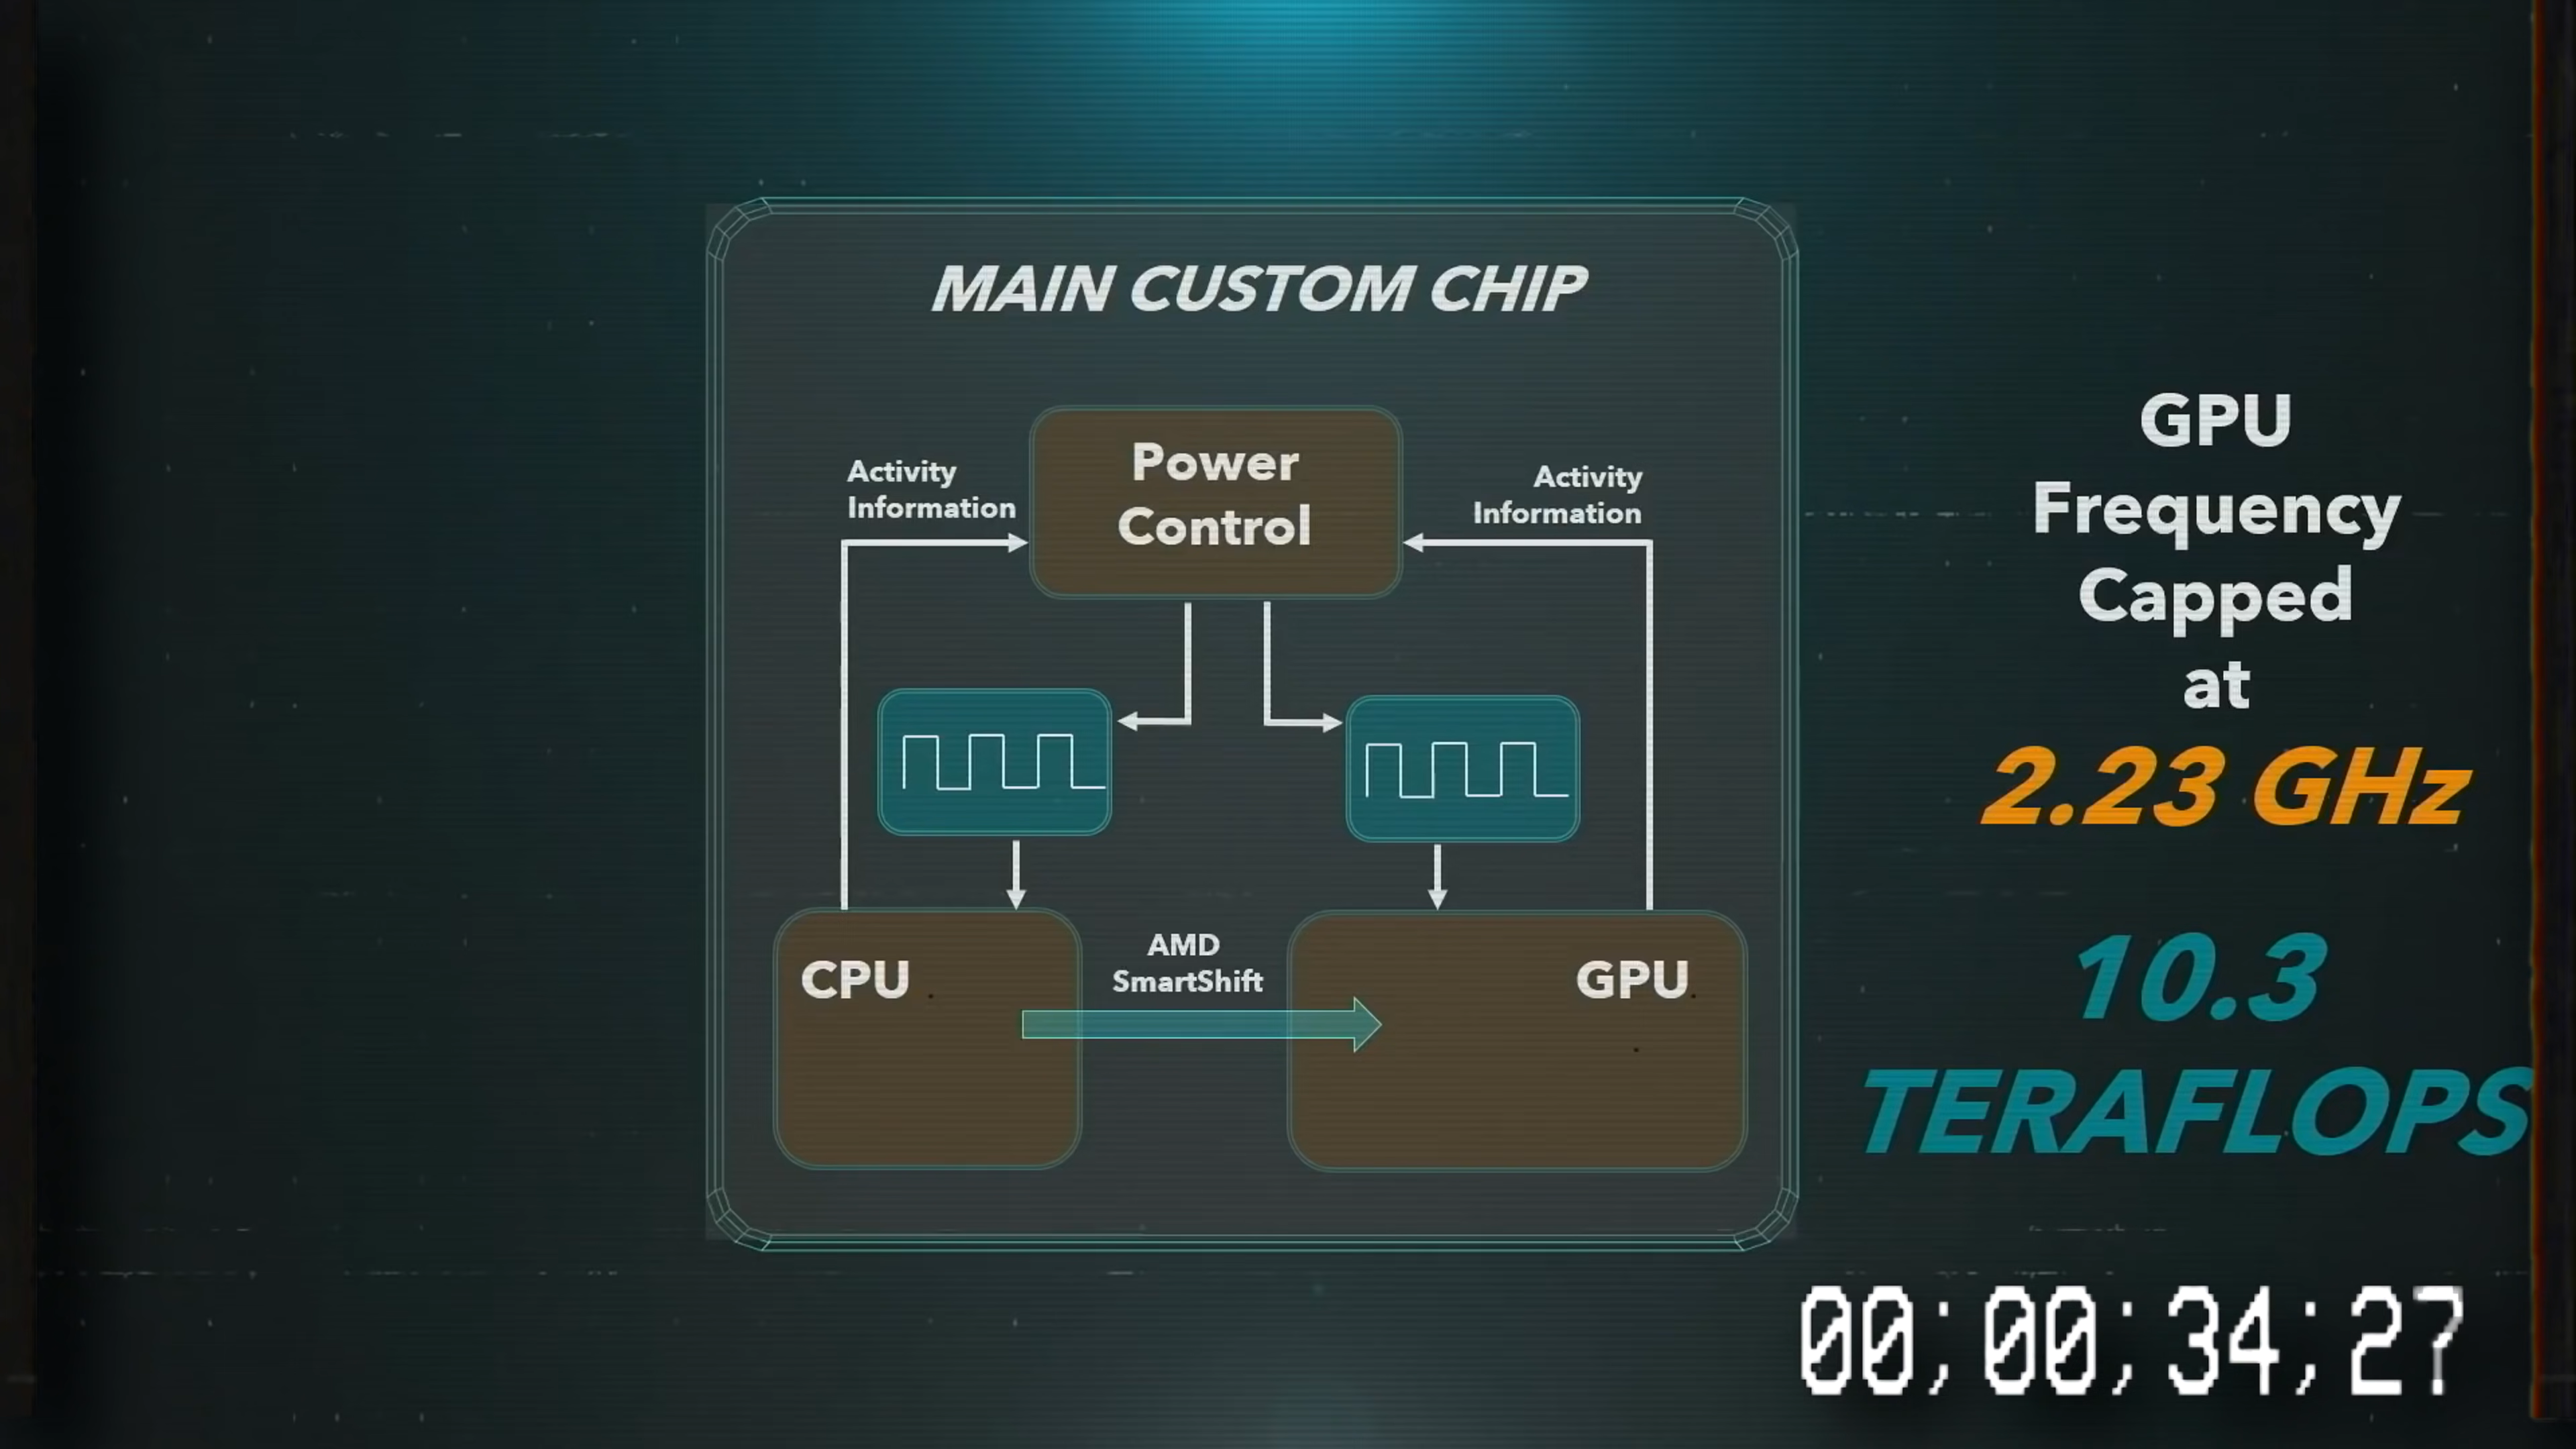 MAIN CUSTOM CHIP
Power
Control
Activity
Information
Activity
Information
CPU
AMD
SmartShift
GPU
GPU
Frequency
Capped
at
2.23 GHz
10.3
TERAFLOPS
00;00;34;27